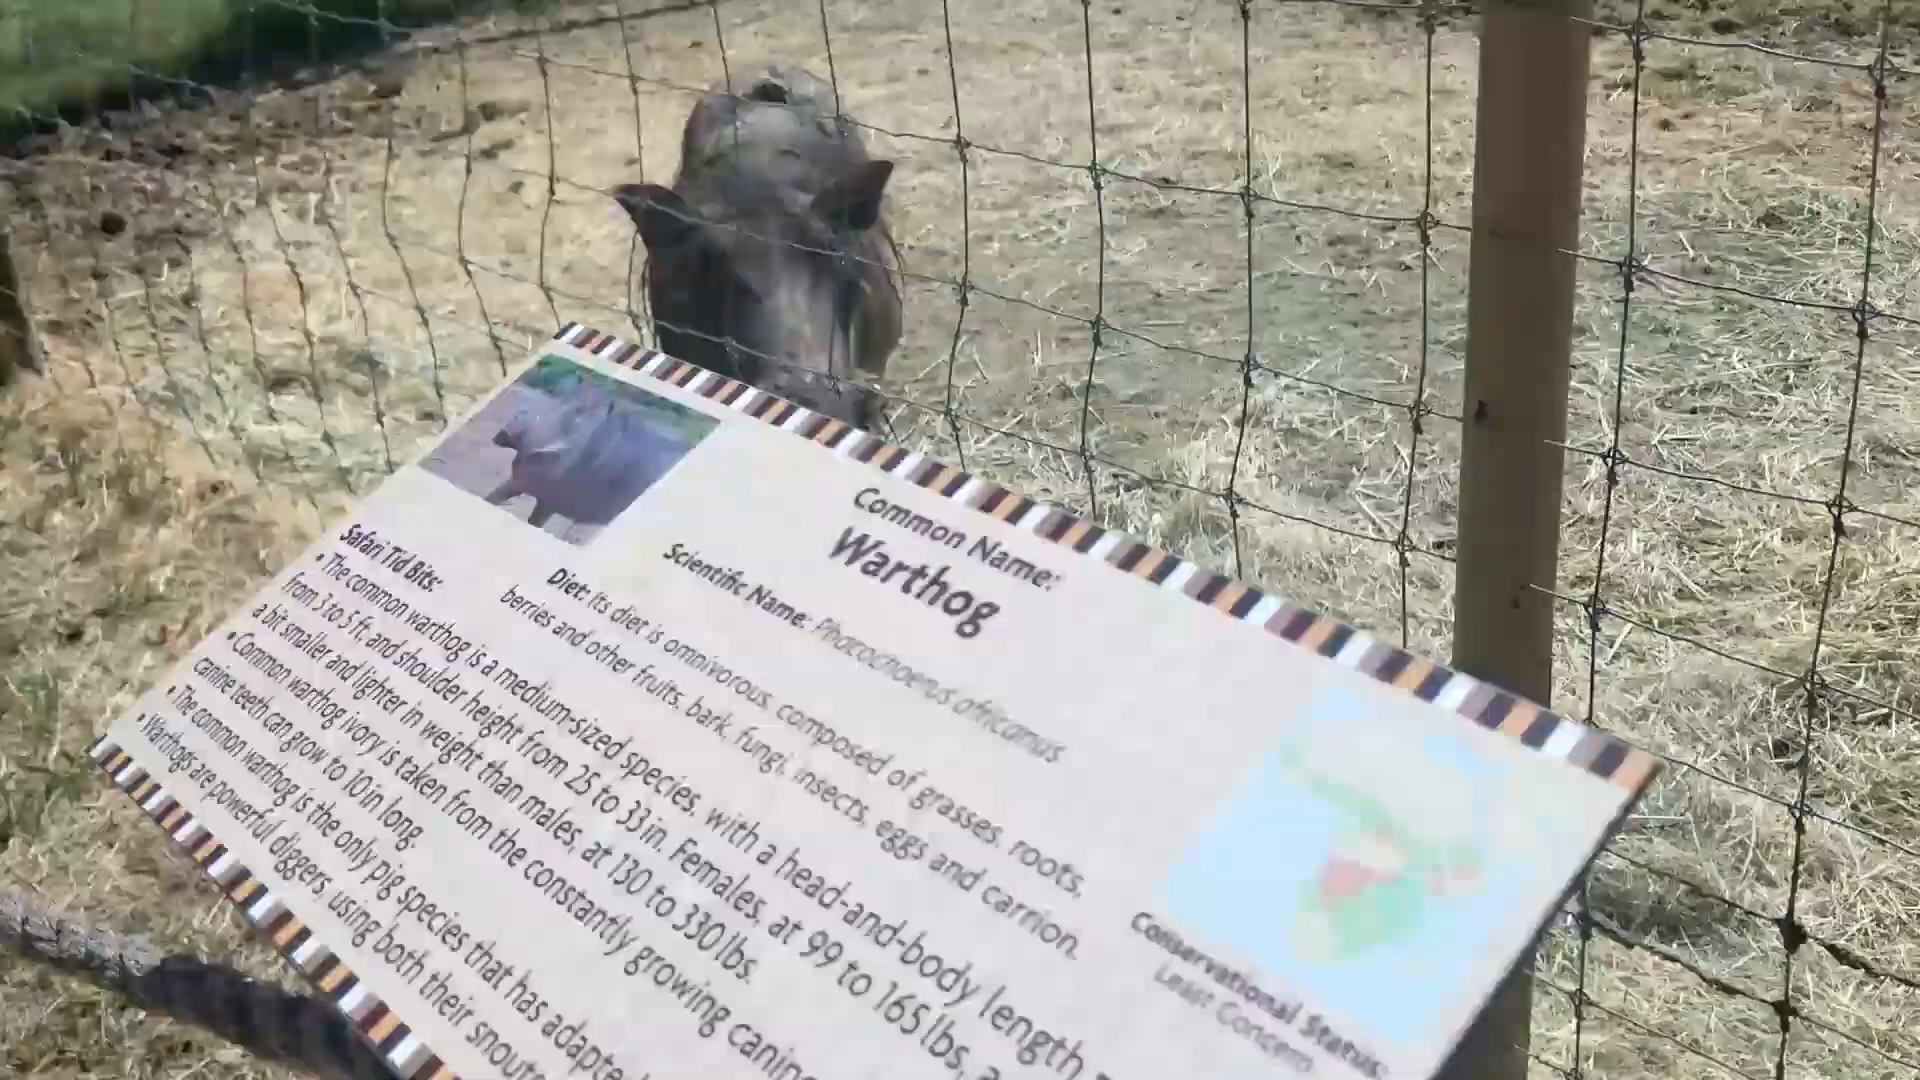 Common Name:
Warthog
Scientific Name: Phacochoerus africanus
Diet: Its diet is omnivorous, composed of grasses, roots,
berries and other fruits, bark, fungi, insects, eggs and carrion.
Safari Tid Bits:
• The common warthog is a medium-sized species, with a head-and-body length
from 3 to 5 ft, and shoulder height from 25 to 33 in. Females, at 99 to 165 lbs,
a bit smaller and lighter in weight than males, at 130 to 330 lbs.
• Common warthog ivory is taken from the constantly growing canine
canine teeth can grow to 10 in long.
• The common warthog is the only pig species that has adapted
• Warthogs are powerful diggers, using both their snouts
Conservational Status:
Least Concern